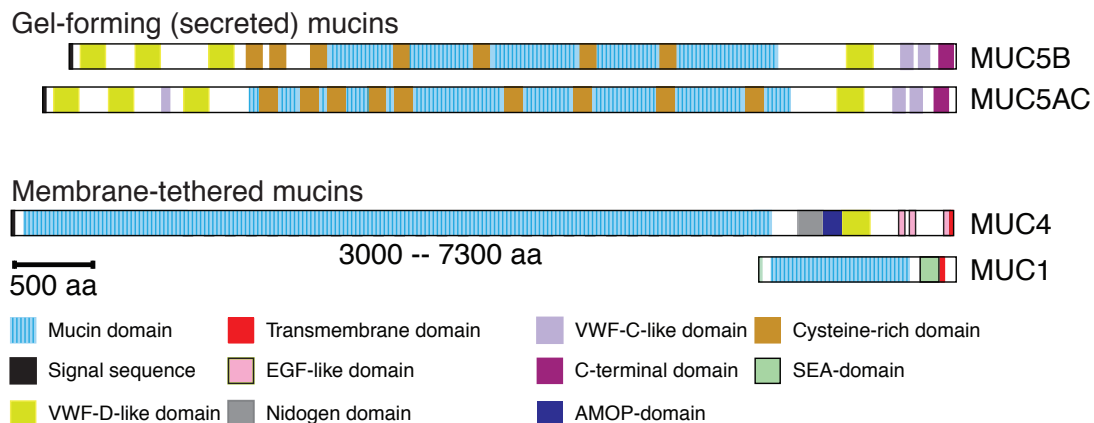 Gel-forming (secreted) mucins
MUC5B
MUC5AC
Membrane-tethered mucins
MUC4
3000 -- 7300 aa
MUC1
500 aa
Mucin domain
Transmembrane domain
VWF-C-like domain
Cysteine-rich domain
Signal sequence
EGF-like domain
C-terminal domain
SEA-domain
VWF-D-like domain
Nidogen domain
AMOP-domain